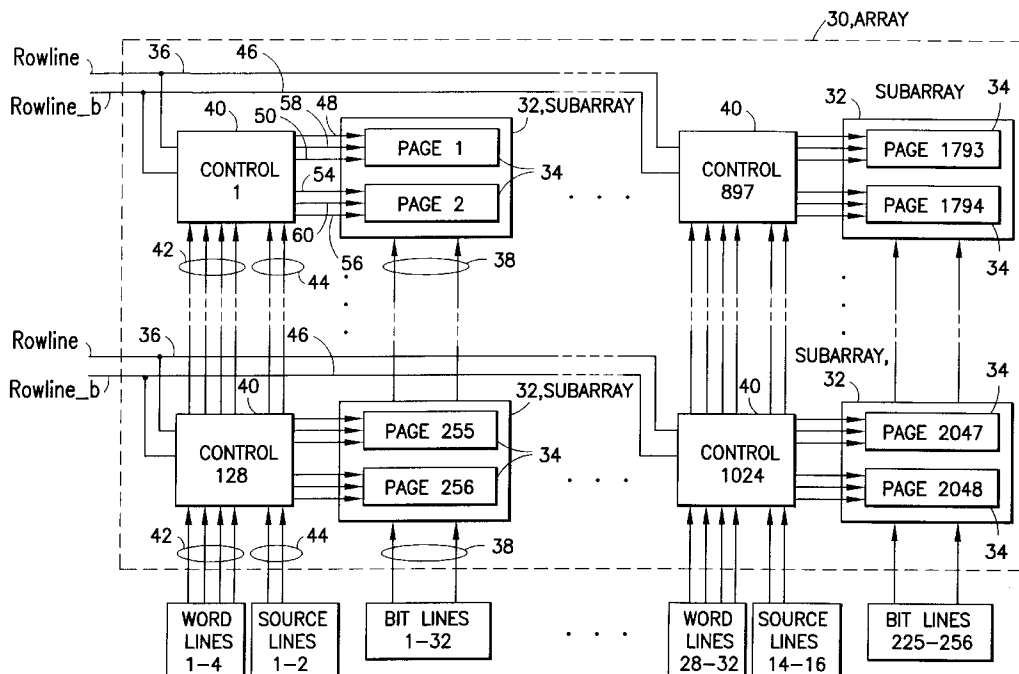 30,ARRAY
Rowline
36
46
Rowline_b
40
58
50
48
32,SUBARRAY
40
32
SUBARRAY
34
CONTROL
1
PAGE 1
54
34
PAGE 2
60
56
42
44
38
. . .
CONTROL
897
PAGE 1793
PAGE 1794
34
Rowline
36
46
Rowline_b
40
32,SUBARRAY
40
SUBARRAY,
32
34
CONTROL
128
PAGE 255
34
PAGE 256
42
44
38
. . .
CONTROL
1024
PAGE 2047
PAGE 2048
34
WORD
LINES
1-4
SOURCE
LINES
1-2
BIT LINES
1-32
. . .
WORD
LINES
28-32
SOURCE
LINES
14-16
BIT LINES
225-256